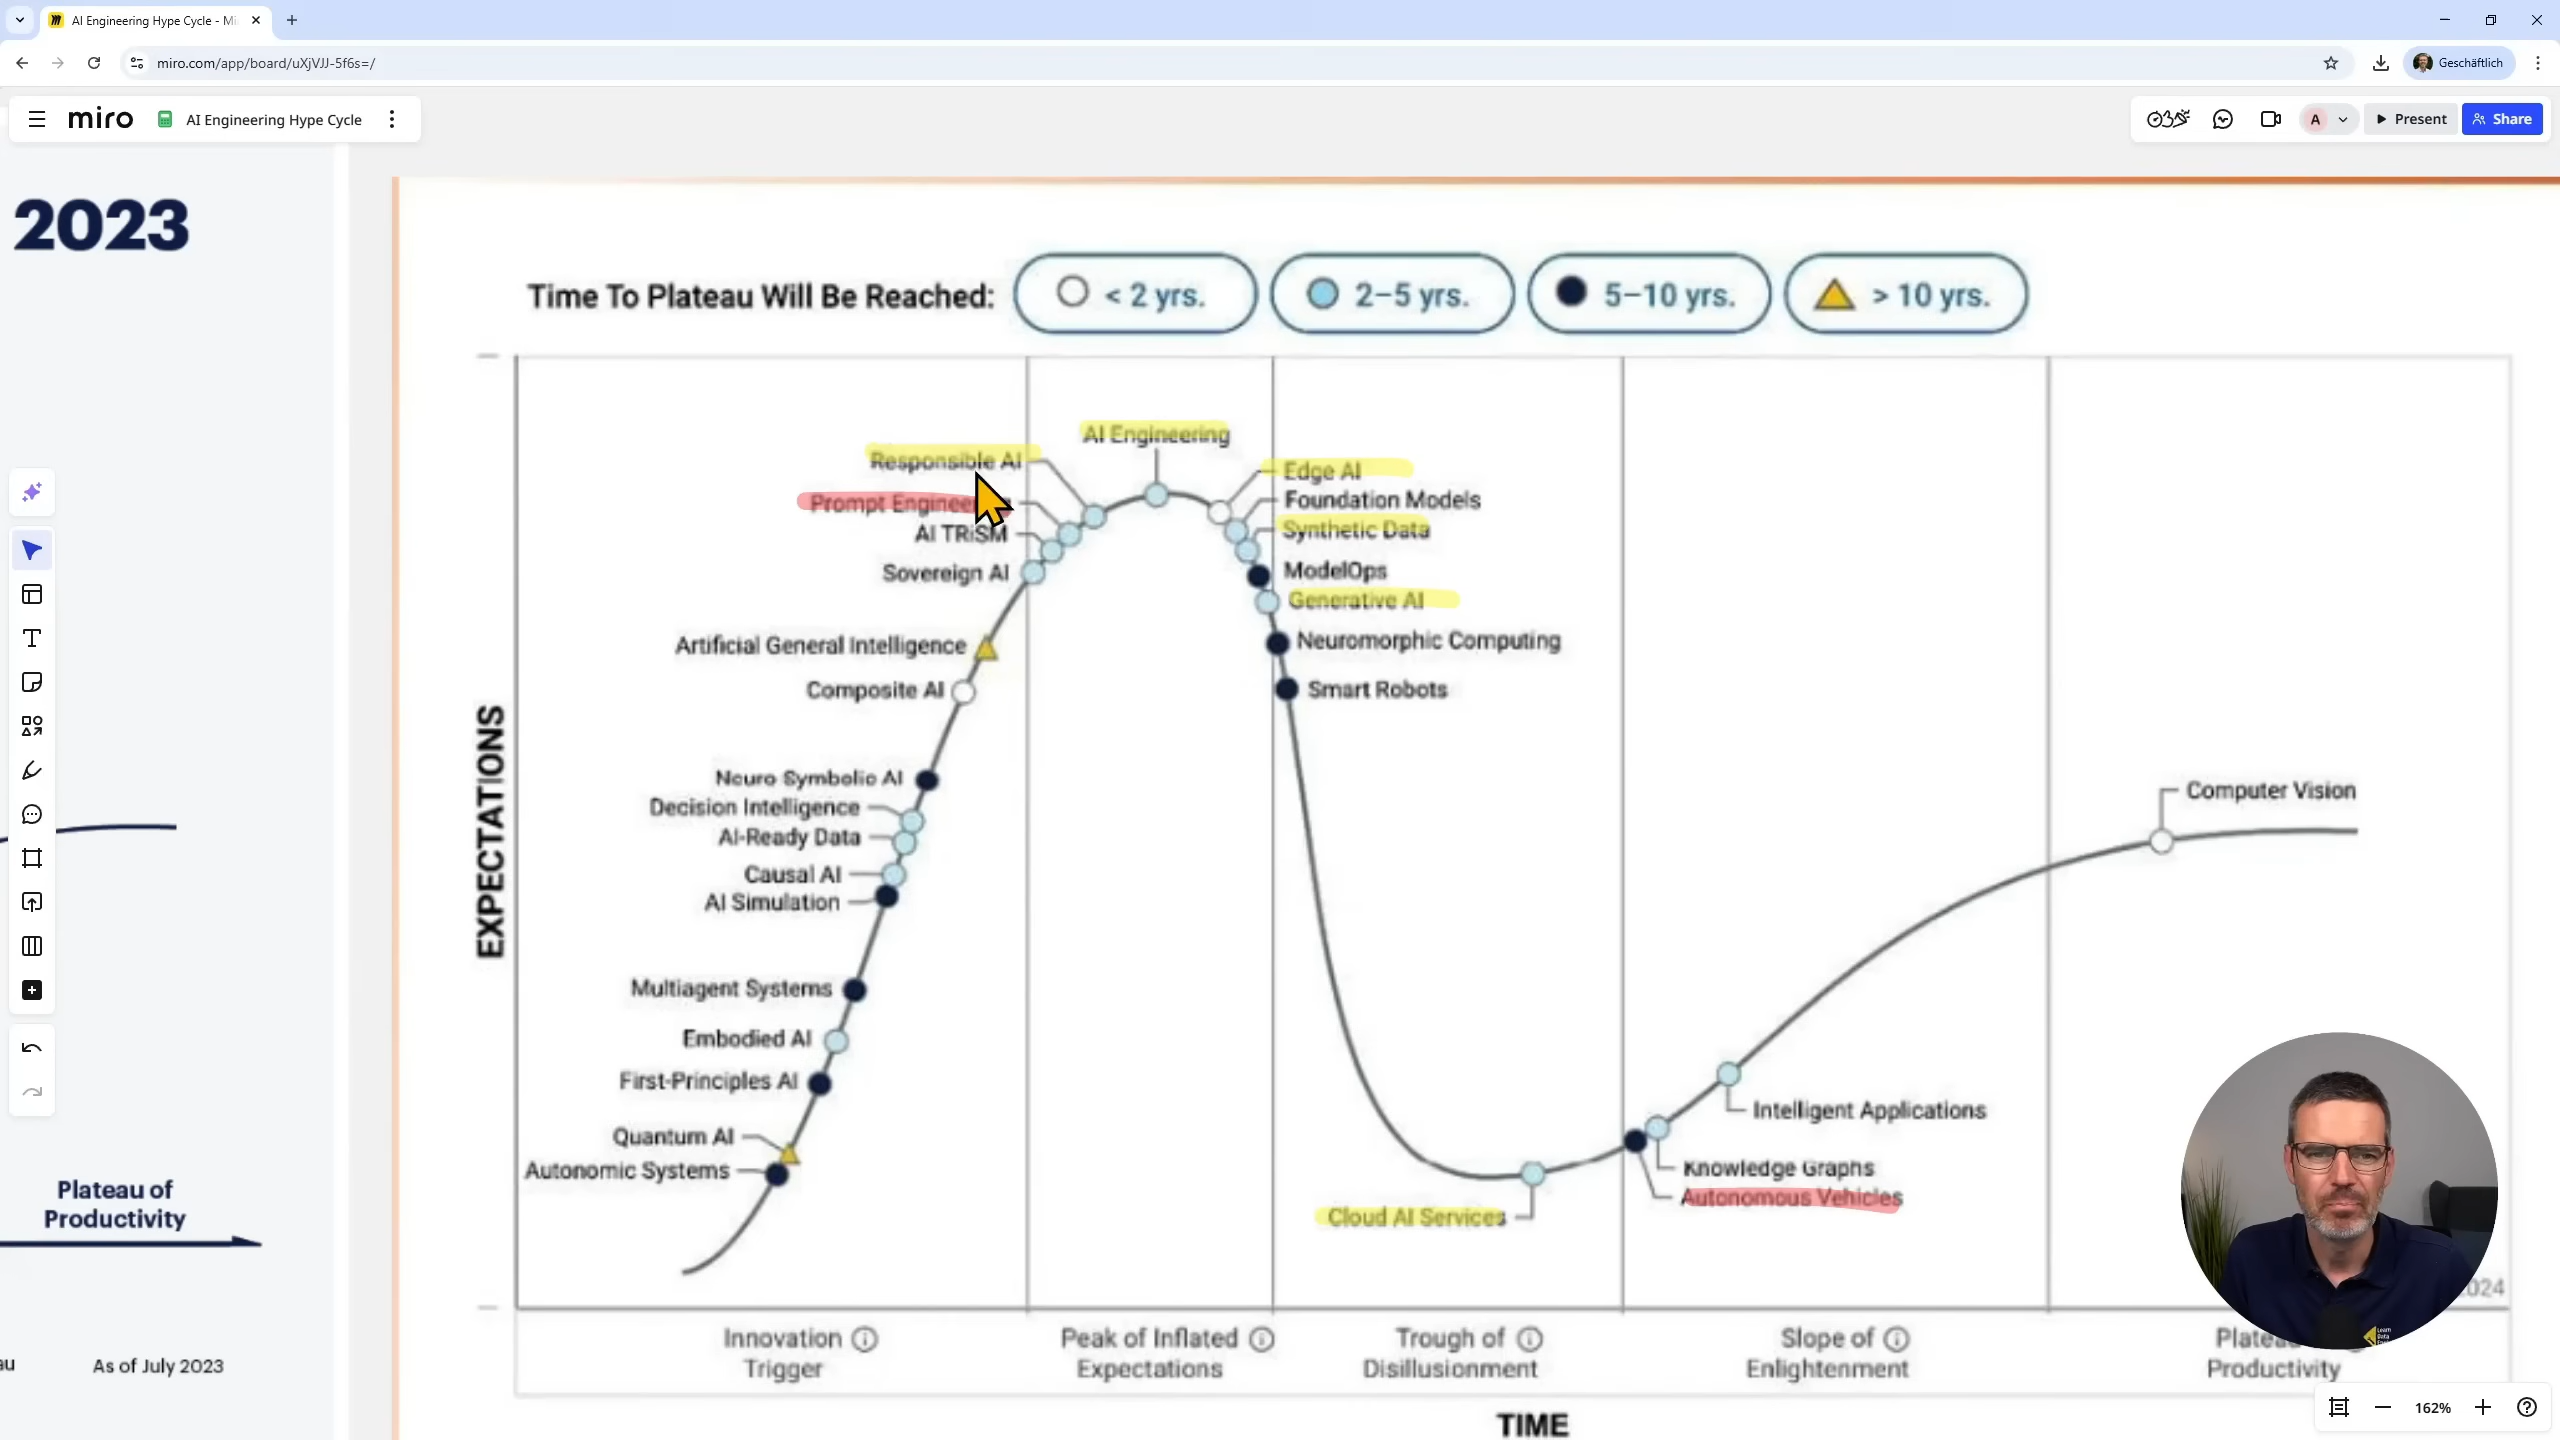 AI Engineering Hype Cycle - Mi
miro.com/app/board/uXjVJJ-5f6s=/
Geschäftlich
miro
AI Engineering Hype Cycle
A
Present
Share
2023
Time To Plateau Will Be Reached:
< 2 yrs.
2–5 yrs.
5–10 yrs.
> 10 yrs.
AI Engineering
Responsible AI
Edge AI
Prompt
Foundation Models
AI TRiSM
Synthetic Data
Sovereign AI
ModelOps
Generative AI
Artificial General Intelligence
Neuromorphic Computing
Composite AI
Smart Robots
EXPECTATIONS
Neuro Symbolic AI
Decision Intelligence
AI-Ready Data
Causal AI
AI Simulation
Computer Vision
Multiagent Systems
Embodied AI
First-Principles AI
Quantum AI
Autonomic Systems
Intelligent Applications
Knowledge Graphs
Autonomous Vehicles
Cloud AI Services
Plateau of
Productivity
As of July 2023
Innovation
Trigger
Peak of Inflated
Expectations
Trough of
Disillusionment
Slope of
Enlightenment
Productivity
TIME
162%